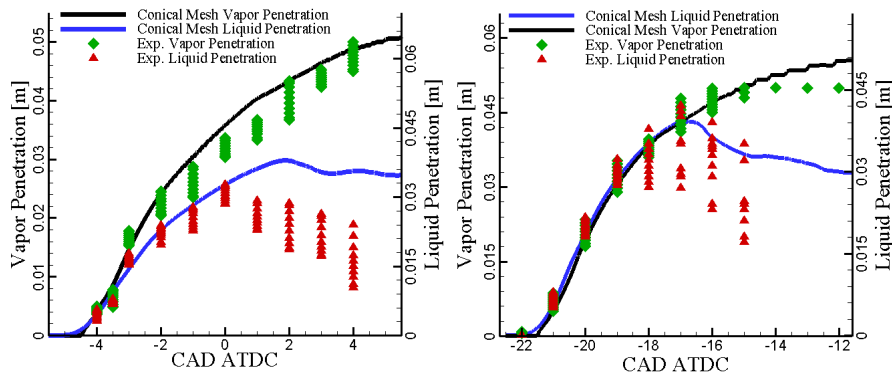 Conical Mesh Vapor Penetration
Conical Mesh Liquid Penetration
Exp. Vapor Penetration
Exp. Liquid Penetration
Vapor Penetration [m]
0.05
0.04
0.03
0.02
0.01
0
Liquid Penetration [m]
0.06
0.045
0.03
0.015
0
-4 -2 0 2 4
CAD ATDC
Conical Mesh Liquid Penetration
Conical Mesh Vapor Penetration
Exp. Vapor Penetration
Exp. Liquid Penetration
Vapor Penetration [m]
0.06
0.045
0.03
0.015
0
Liquid Penetration [m]
0.045
0.03
0.015
0
-22 -20 -18 -16 -14 -12
CAD ATDC